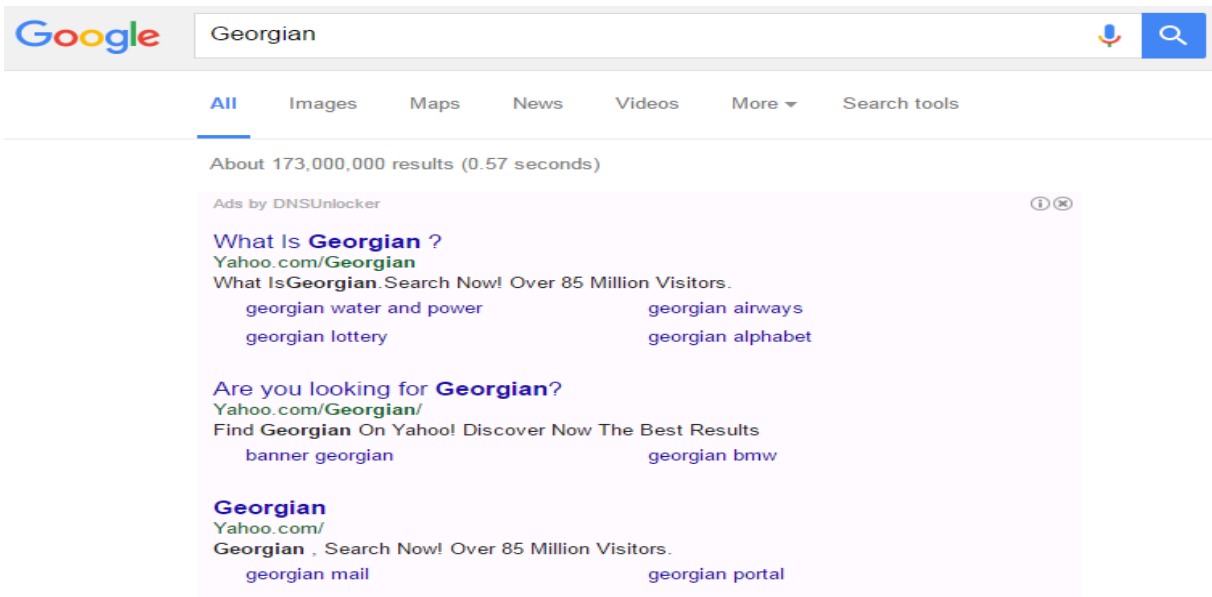 Google Georgian
All Images Maps News Videos More Search tools
About 173,000,000 results (0.57 seconds)
Ads by DNSUnlocker
What Is Georgian ?
Yahoo.com/Georgian
What IsGeorgian.Search Now! Over 85 Million Visitors.
georgian water and power georgian airways
georgian lottery georgian alphabet
Are you looking for Georgian?
Yahoo.com/Georgian/
Find Georgian On Yahoo! Discover Now The Best Results
banner georgian georgian bmw
Georgian
Yahoo.com/
Georgian , Search Now! Over 85 Million Visitors.
georgian mail georgian portal